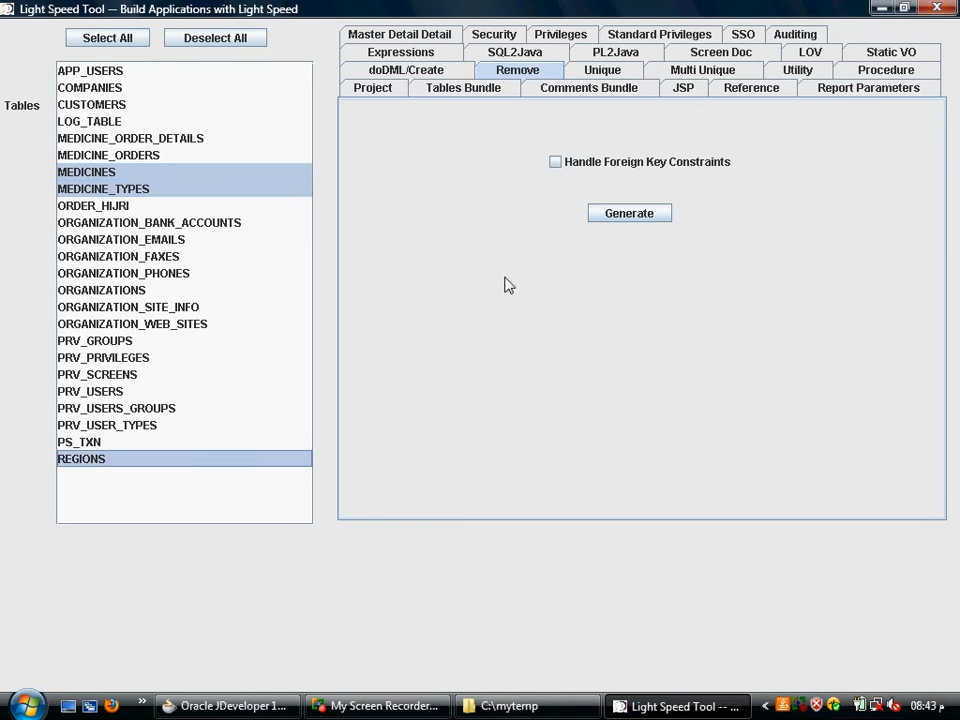 Light Speed Tool -- Build Applications with Light Speed
Select All
Deselect All
Tables
APP_USERS
COMPANIES
CUSTOMERS
LOG_TABLE
MEDICINE_ORDER_DETAILS
MEDICINE_ORDERS
MEDICINES
MEDICINE_TYPES
ORDER_HIJRI
ORGANIZATION_BANK_ACCOUNTS
ORGANIZATION_EMAILS
ORGANIZATION_FAXES
ORGANIZATION_PHONES
ORGANIZATIONS
ORGANIZATION_SITE_INFO
ORGANIZATION_WEB_SITES
PRV_GROUPS
PRV_PRIVILEGES
PRV_SCREENS
PRV_USERS
PRV_USERS_GROUPS
PRV_USER_TYPES
PS_TXN
REGIONS
Master Detail Detail Security Privileges Standard Privileges SSO Auditing
Expressions SQL2Java PL2Java Screen Doc LOV Static VO
doDML/Create Remove Unique Multi Unique Utility Procedure
Project Tables Bundle Comments Bundle JSP Reference Report Parameters
Handle Foreign Key Constraints
Generate
Oracle JDeveloper 1... My Screen Recorder... C:\mytemp Light Speed Tool -- ... 08:43 م